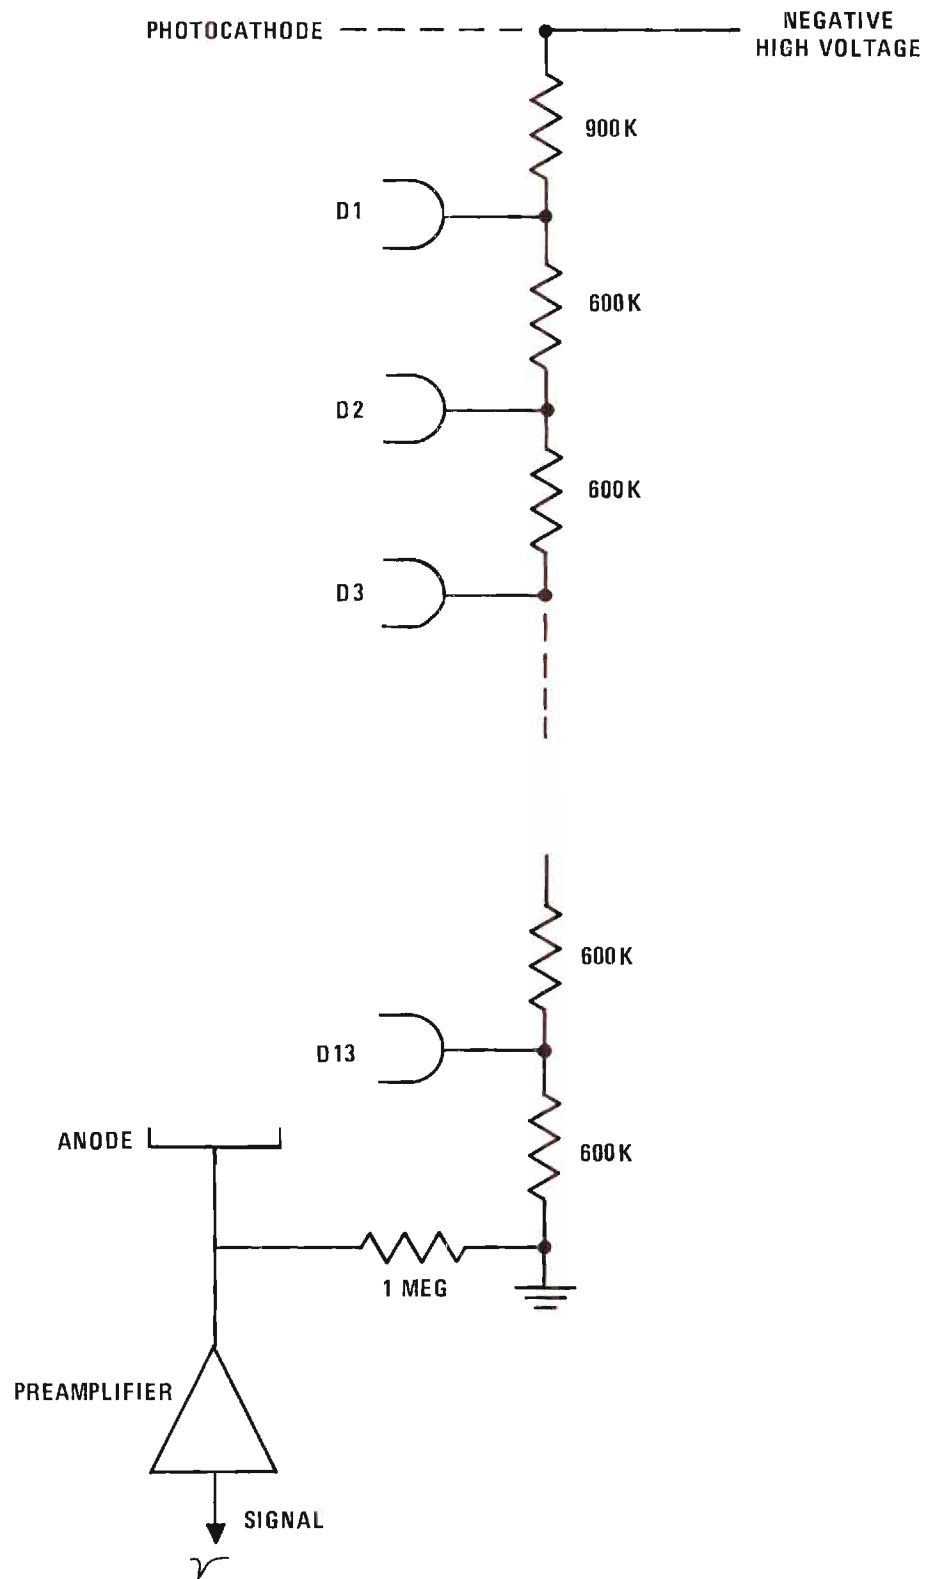 PHOTOCATHODE
NEGATIVE
HIGH VOLTAGE
900K
D1
600K
D2
600K
D3
600K
D13
600K
ANODE
1 MEG
PREAMPLIFIER
SIGNAL